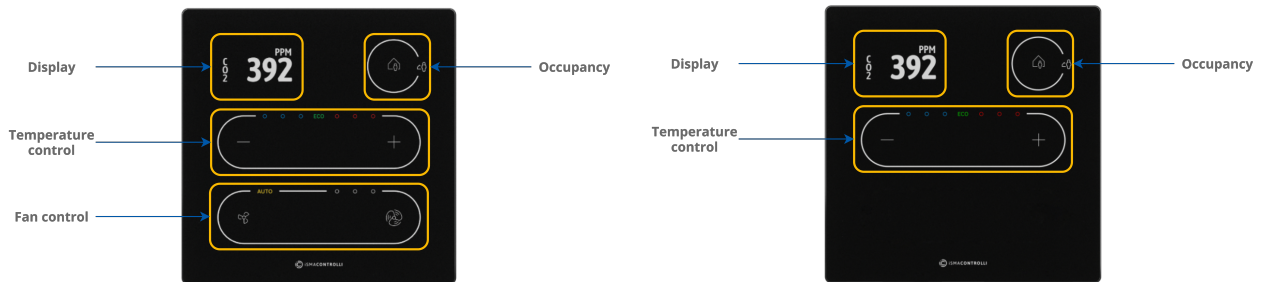 Display
C
O
2
PPM
392
Occupancy
Temperature
control
ECO
Fan control
AUTO
iSMACONTROLLI
Display
C
O
2
PPM
392
Occupancy
Temperature
control
ECO
iSMACONTROLLI